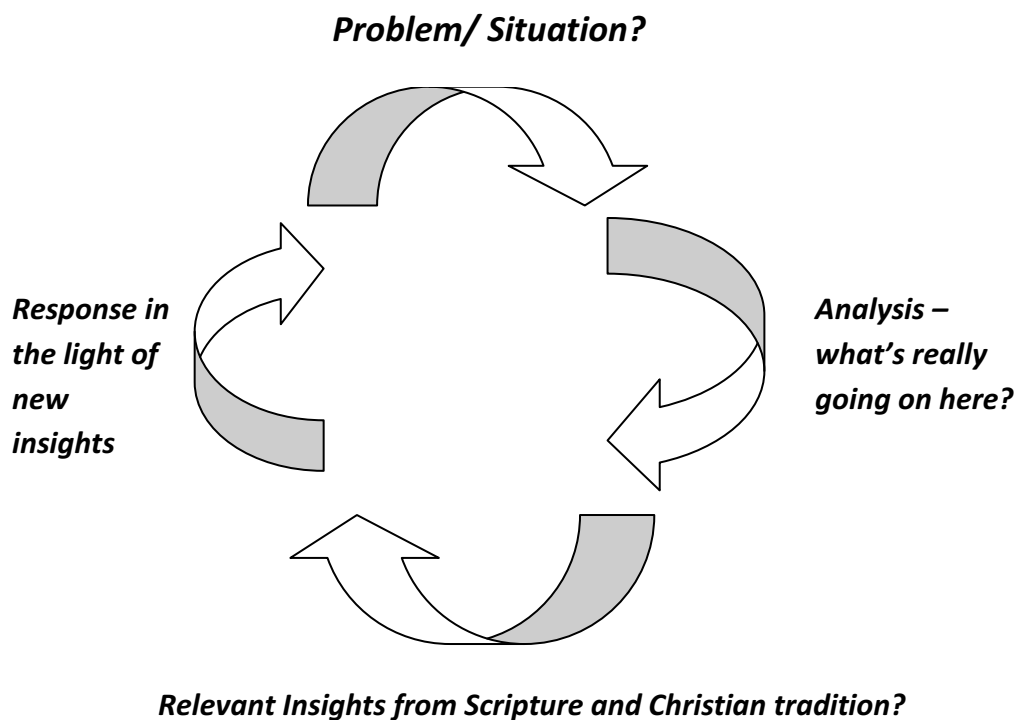 Problem/ Situation?
Response in
the light of
new
insights
Analysis –
what’s really
going on here?
Relevant Insights from Scripture and Christian tradition?